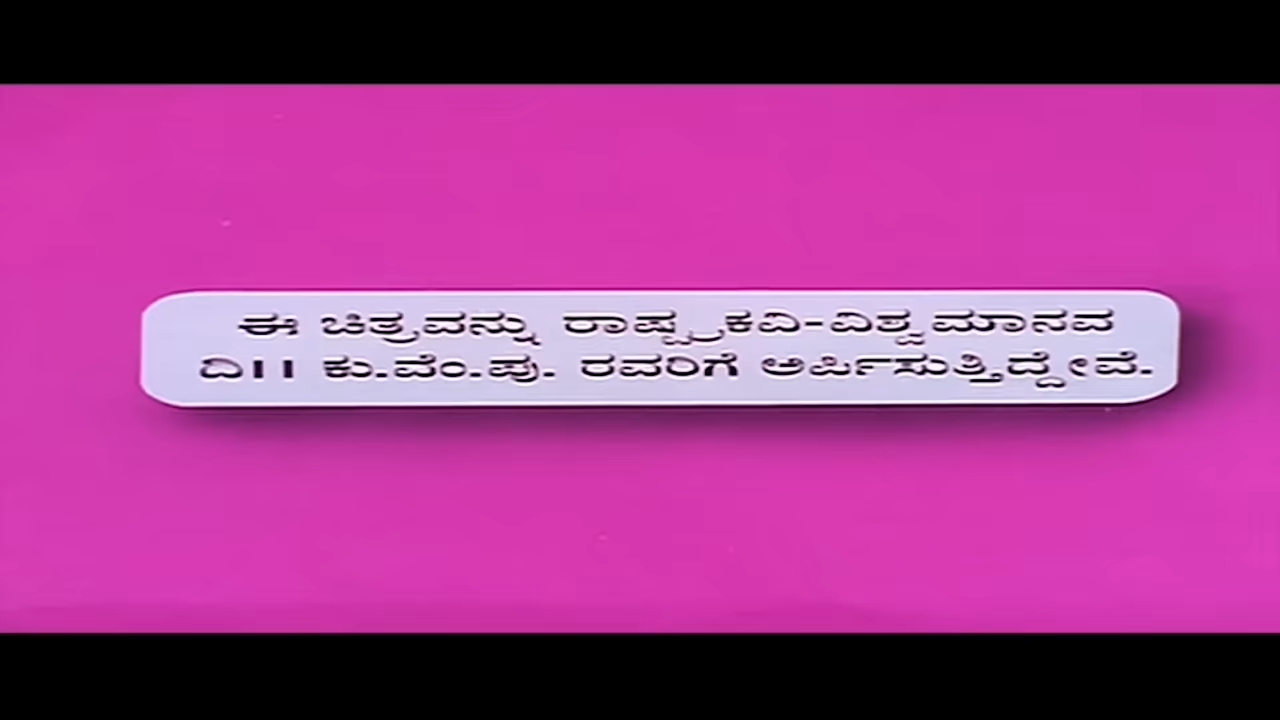 ಈ ಚಿತ್ರವನ್ನು ರಾಷ್ಟ್ರಕವಿ-ವಿಶ್ವಮಾನವ
ದಿ।। ಕು.ವೆಂ.ಪು. ರವರಿಗೆ ಅರ್ಪಿಸುತ್ತಿದ್ದೇವೆ.